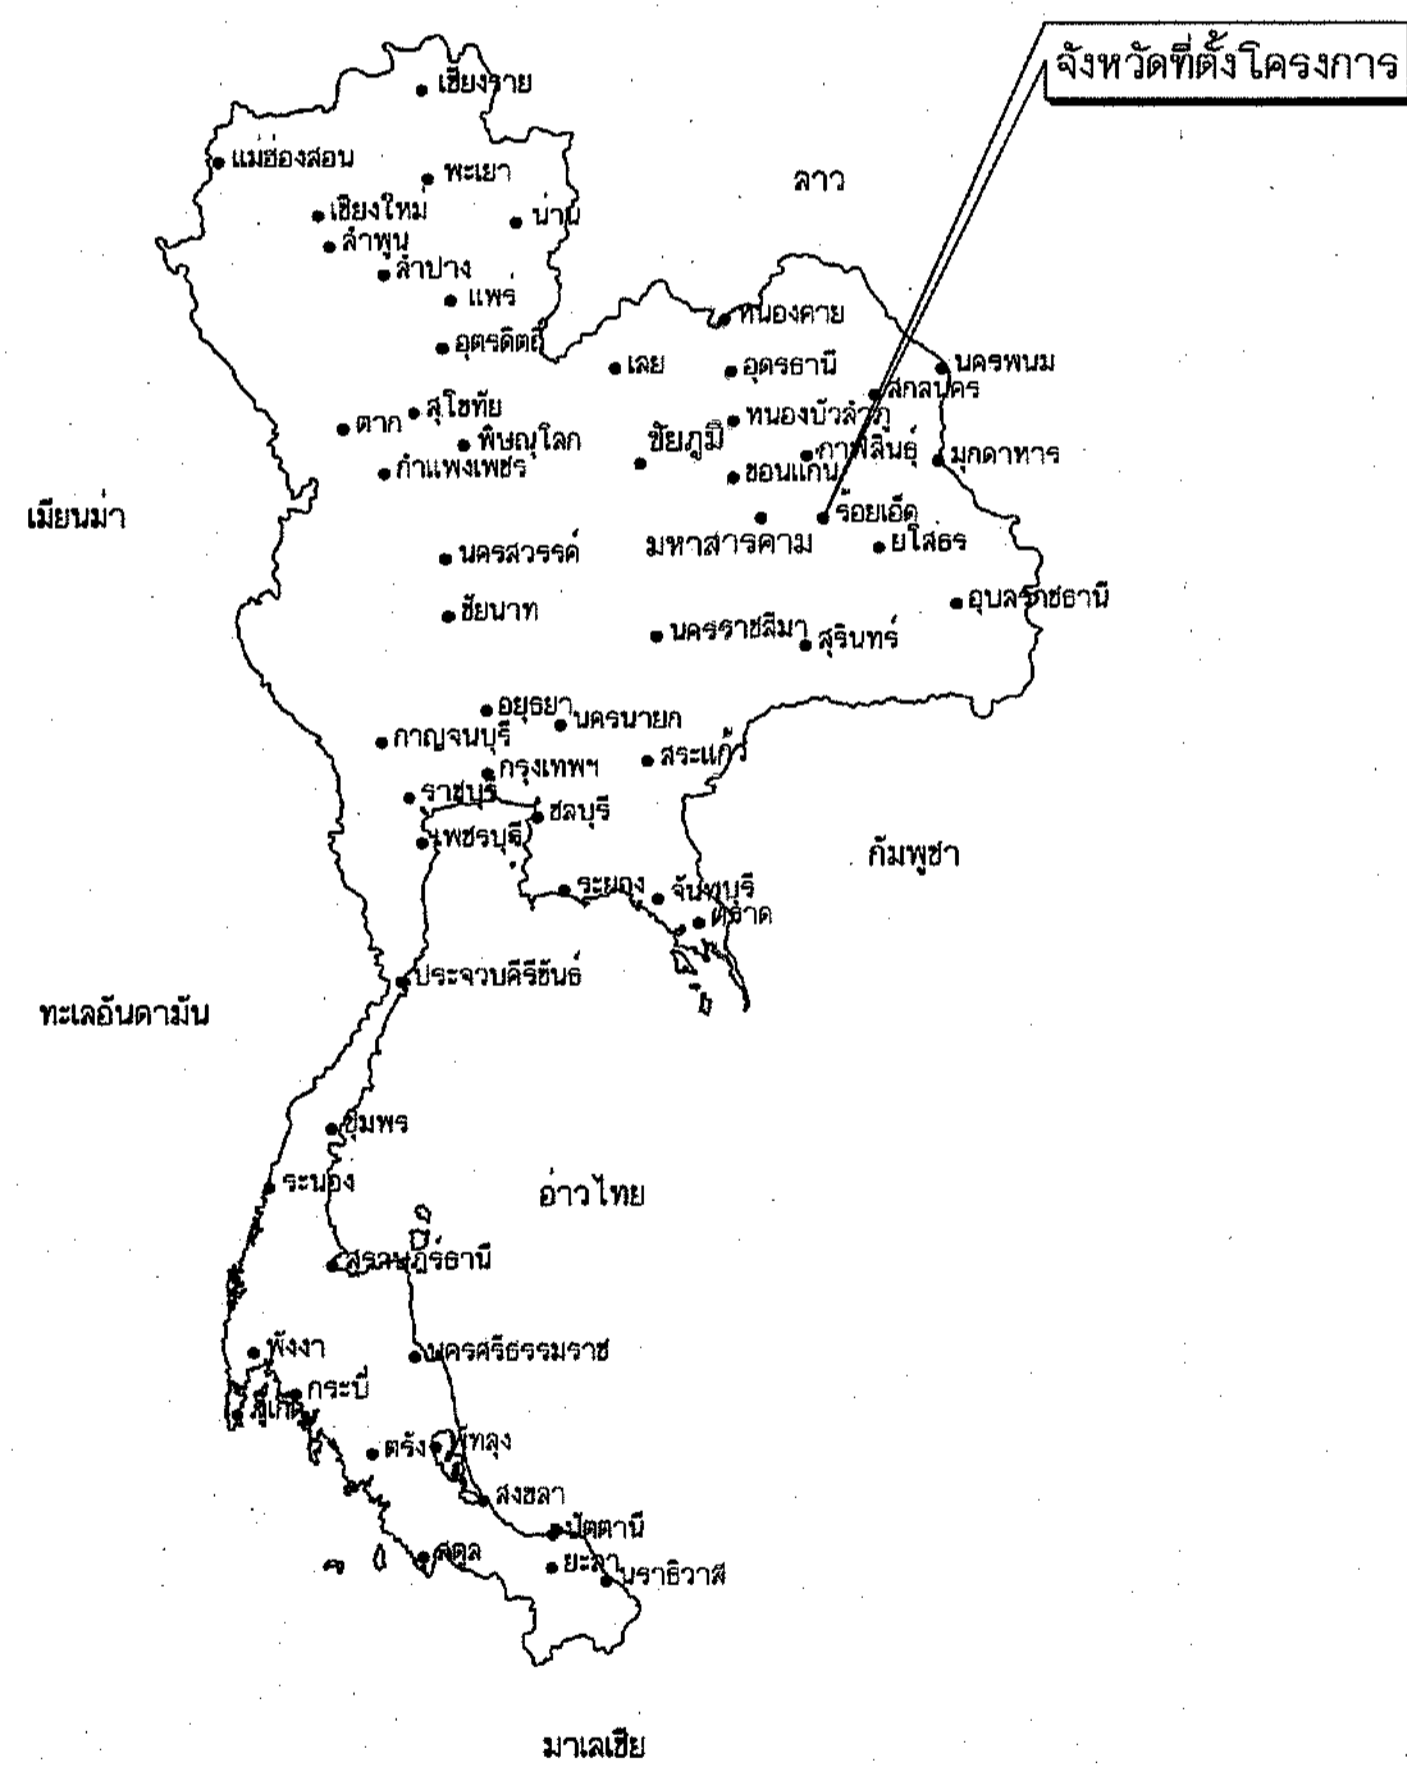 จังหวัดที่ตั้งโครงการ
เชียงราย
แม่ฮ่องสอน
พะเยา
ลาว
เชียงใหม่
น่าน
ลำพูน
ลำปาง
แพร่
หนองคาย
อุตรดิตถ์
เลย
อุดรธานี
นครพนม
สกลนคร
สุโขทัย
หนองบัวลำภู
ตาก
พิษณุโลก
ชัยภูมิ
กาฬสินธุ์
มุกดาหาร
กำแพงเพชร
ขอนแก่น
เมียนม่า
ร้อยเอ็ด
มหาสารคาม
ยโสธร
นครสวรรค์
อุบลราชธานี
ชัยนาท
นครราชสีมา
สุรินทร์
อยุธยา
นครนายก
กาญจนบุรี
สระแก้ว
กรุงเทพฯ
ราชบุรี
ชลบุรี
เพชรบุรี
กัมพูชา
ระยอง
จันทบุรี
ตราด
ประจวบคีรีขันธ์
ทะเลอันดามัน
ชุมพร
ระนอง
อ่าวไทย
สุราษฎร์ธานี
พังงา
นครศรีธรรมราช
กระบี่
ภูเก็ต
ตรัง
พัทลุง
สงขลา
ปัตตานี
สตูล
ยะลา
นราธิวาส
มาเลเซีย